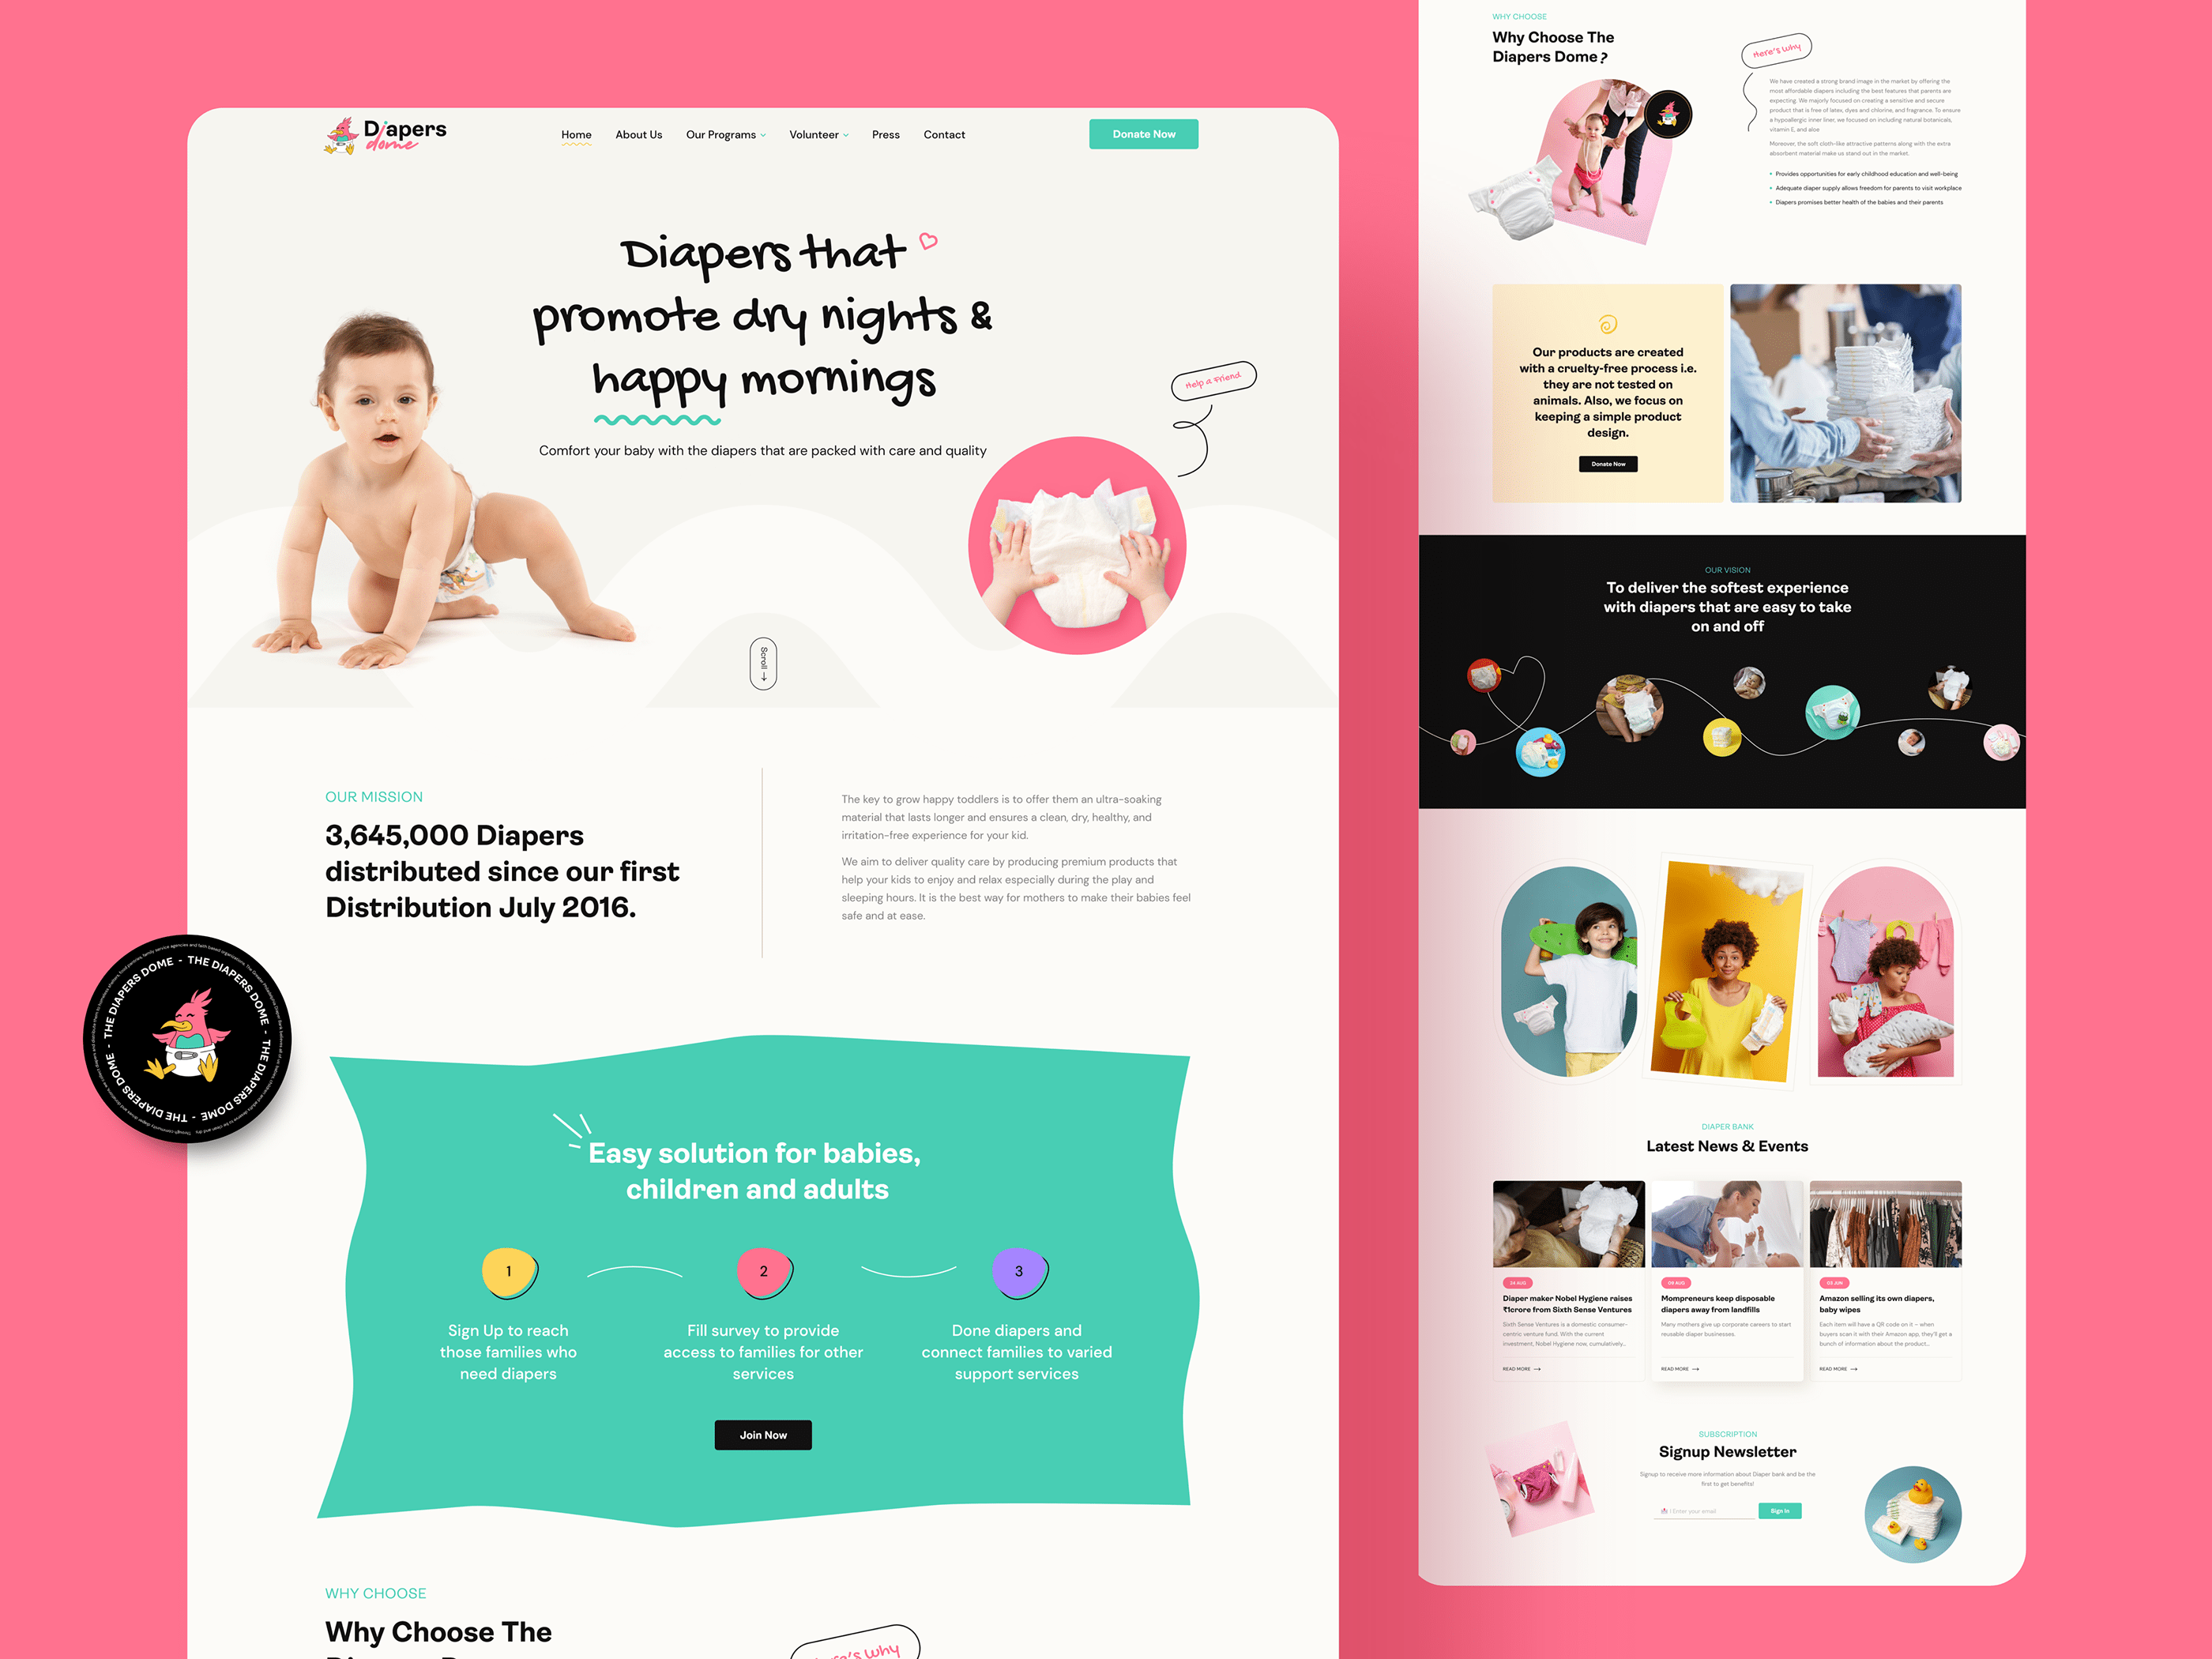 Diapers
dome
Home
About Us
Our Programs
Volunteer
Press
Contact
Donate Now
Diapers that
promote dry nights &
happy mornings
Comfort your baby with the diapers that are packed with care and quality
Help a Friend
Scroll
OUR MISSION
3,645,000 Diapers
distributed since our first
Distribution July 2016.
The key to grow happy toddlers is to offer them an ultra-soaking
material that lasts longer and ensures a clean, dry, healthy, and
irritation-free experience for your kid.
We aim to deliver quality care by producing premium products that
help your kids to enjoy and relax especially during the play and
sleeping hours. It is the best way for mothers to make their babies feel
safe and at ease.
THE DIAPERS DOME - THE DIAPERS DOME - THE DIAPERS DOME - THE DIAPERS DOME -
Easy solution for babies,
children and adults
1
2
3
Sign Up to reach
those families who
need diapers
Fill survey to provide
access to families for other
services
Done diapers and
connect families to varied
support services
Join Now
WHY CHOOSE
Why Choose The
WHY CHOOSE
Why Choose The
Diapers Dome?
Here's Why
We have created a strong brand image in the market by offering the
most affordable diapers including the best features that parents are
expecting. We majorly focused on creating a sensitive and secure
product that is free of latex, dyes and chlorine, and fragrance. To ensure
a hypoallergic inner liner, we focused on including natural botanicals,
vitamin E, and aloe
Moreover, the soft cloth-like attractive patterns along with the extra
absorbent material make us stand out in the market.
Provides opportunities for early childhood education and well-being
Adequate diaper supply allows freedom for parents to visit workplace
Diapers promises better health of the babies and their parents
Our products are created
with a cruelty-free process i.e.
they are not tested on
animals. Also, we focus on
keeping a simple product
design.
Donate Now
OUR VISION
To deliver the softest experience
with diapers that are easy to take
on and off
DIAPER BANK
Latest News & Events
24 AUG
Diaper maker Nobel Hygiene raises
₹1crore from Sixth Sense Ventures
Sixth Sense Ventures is a domestic consumer-
centric venture fund. With the current
investment, Nobel Hygiene now, cumulatively...
READ MORE
09 AUG
Mompreneurs keep disposable
diapers away from landfills
Many mothers give up corporate careers to start
reusable diaper businesses.
READ MORE
05 JUN
Amazon selling its own diapers,
baby wipes
Each item will have a QR code on it – when
buyers scan it with their Amazon app, they'll get a
bunch of information about the product...
READ MORE
SUBSCRIPTION
Signup Newsletter
Signup to receive more information about Diaper bank and be the
first to get benefits!
Enter your email
Sign In